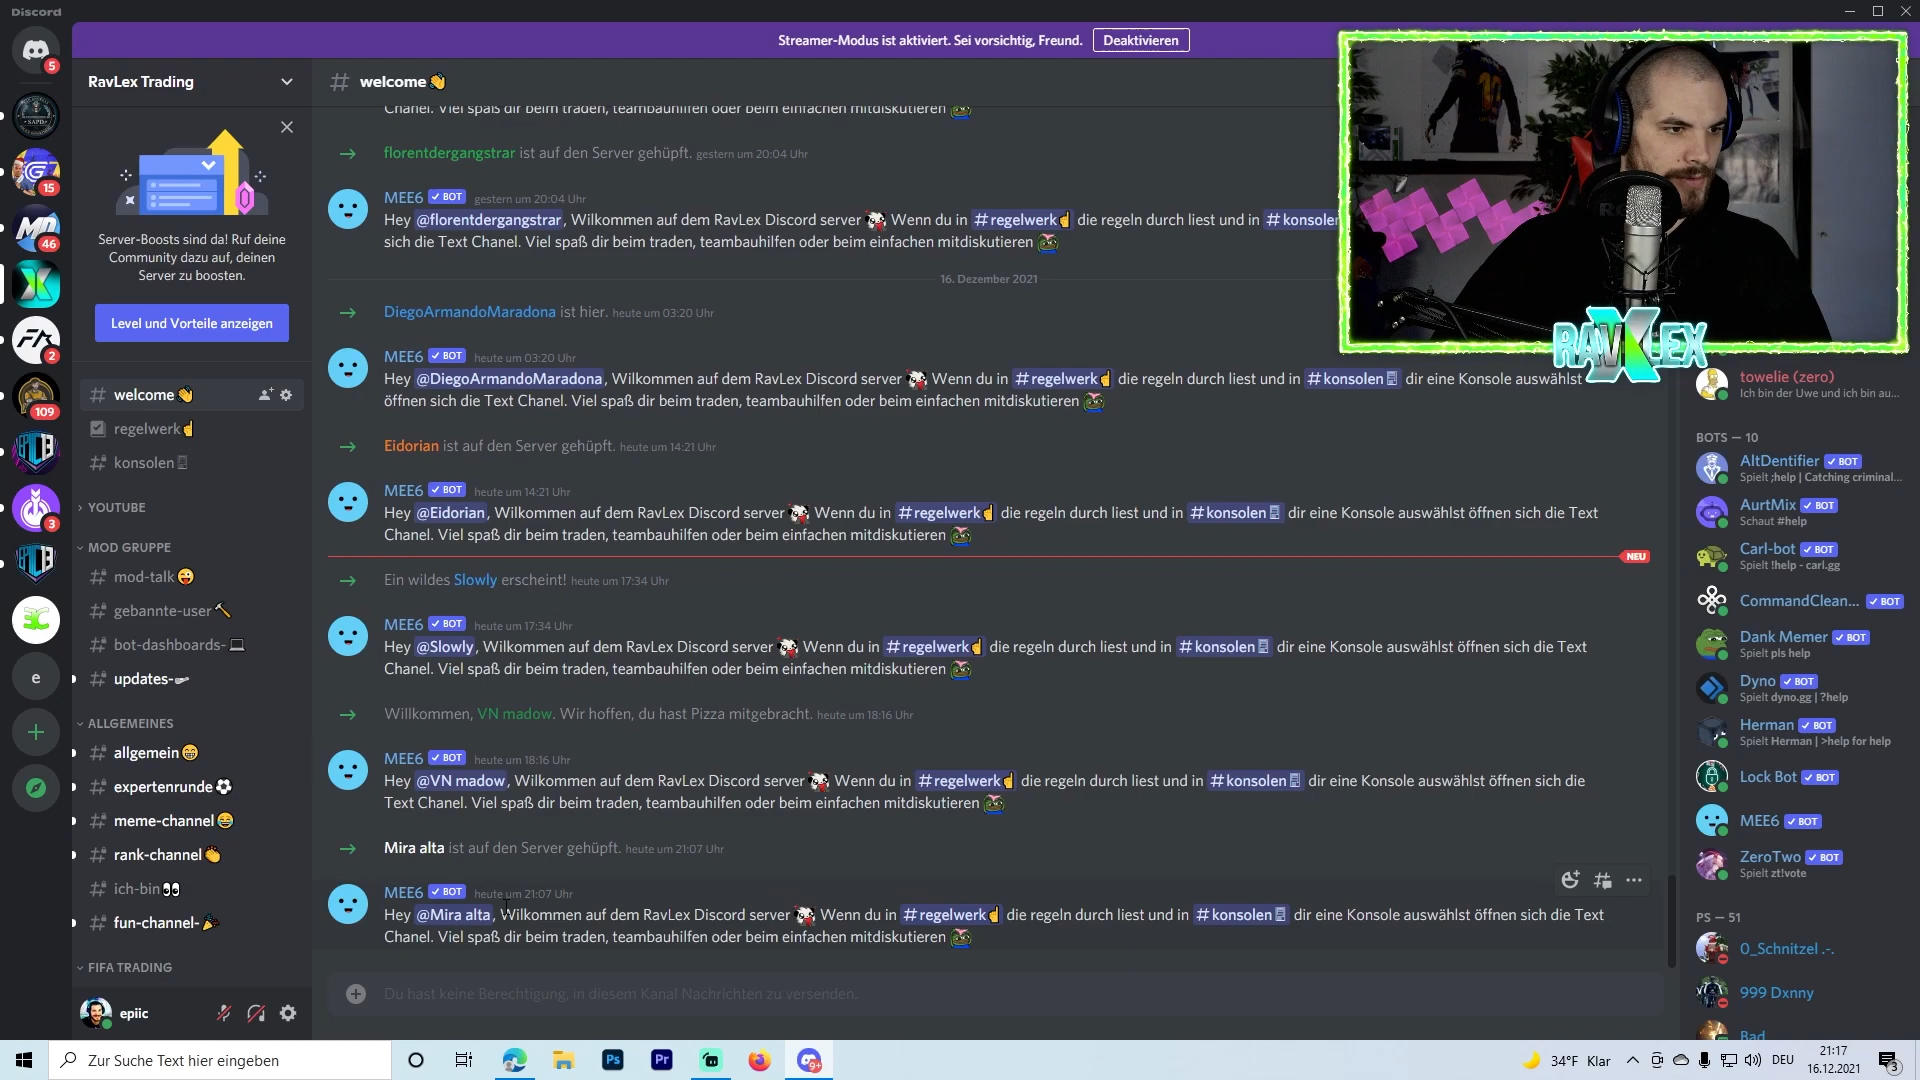 Discord
Streamer-Modus ist aktiviert. Sei vorsichtig, Freund.
Deaktivieren
5
15
46
2
109
3
e
RavLex Trading
Server-Boosts sind da! Ruf deine
Community dazu auf, deinen
Server zu boosten.
Level und Vorteile anzeigen
welcome👋
regelwerk☝
konsolen
YOUTUBE
MOD GRUPPE
mod-talk😜
gebannte-user🔨
bot-dashboards-💻
updates-
ALLGEMEINES
allgemein😁
expertenrunde⚽
meme-channel😂
rank-channel👏
ich-bin👀
fun-channel-🎉
FIFA TRADING
epiic
# welcome👋
Chanel. Viel spaß dir beim traden, teambauhilfen oder beim einfachen mitdiskutieren
florentdergangstrar ist auf den Server gehüpft. gestern um 20:04 Uhr
MEE6 ✓ BOT gestern um 20:04 Uhr
Hey @florentdergangstrar, Wilkommen auf dem RavLex Discord server Wenn du in #regelwerk☝ die regeln durch liest und in #konsolen
sich die Text Chanel. Viel spaß dir beim traden, teambauhilfen oder beim einfachen mitdiskutieren
16. Dezember 2021
DiegoArmandoMaradona ist hier. heute um 03:20 Uhr
MEE6 ✓ BOT heute um 03:20 Uhr
Hey @DiegoArmandoMaradona, Wilkommen auf dem RavLex Discord server Wenn du in #regelwerk☝ die regeln durch liest und in #konsolen dir eine Konsole auswählst
öffnen sich die Text Chanel. Viel spaß dir beim traden, teambauhilfen oder beim einfachen mitdiskutieren
Eidorian ist auf den Server gehüpft. heute um 14:21 Uhr
MEE6 ✓ BOT heute um 14:21 Uhr
Hey @Eidorian, Wilkommen auf dem RavLex Discord server Wenn du in #regelwerk☝ die regeln durch liest und in #konsolen dir eine Konsole auswählst öffnen sich die Text
Chanel. Viel spaß dir beim traden, teambauhilfen oder beim einfachen mitdiskutieren
NEU
Ein wildes Slowly erscheint! heute um 17:34 Uhr
MEE6 ✓ BOT heute um 17:34 Uhr
Hey @Slowly, Wilkommen auf dem RavLex Discord server Wenn du in #regelwerk☝ die regeln durch liest und in #konsolen dir eine Konsole auswählst öffnen sich die Text
Chanel. Viel spaß dir beim traden, teambauhilfen oder beim einfachen mitdiskutieren
Willkommen, VN madow. Wir hoffen, du hast Pizza mitgebracht. heute um 18:16 Uhr
MEE6 ✓ BOT heute um 18:16 Uhr
Hey @VN madow, Wilkommen auf dem RavLex Discord server Wenn du in #regelwerk☝ die regeln durch liest und in #konsolen dir eine Konsole auswählst öffnen sich die
Text Chanel. Viel spaß dir beim traden, teambauhilfen oder beim einfachen mitdiskutieren
Mira alta ist auf den Server gehüpft. heute um 21:07 Uhr
MEE6 ✓ BOT heute um 21:07 Uhr
Hey @Mira alta, Wilkommen auf dem RavLex Discord server Wenn du in #regelwerk☝ die regeln durch liest und in #konsolen dir eine Konsole auswählst öffnen sich die Text
Chanel. Viel spaß dir beim traden, teambauhilfen oder beim einfachen mitdiskutieren
Du hast keine Berechtigung, in diesem Kanal Nachrichten zu versenden.
10
RAVLEX
towelie (zero)
Ich bin der Uwe und ich bin au...
BOTS — 10
AltDentifier ✓ BOT
Spielt ;help | Catching criminal...
AurtMix ✓ BOT
Schaut #help
Carl-bot ✓ BOT
Spielt !help - carl.gg
CommandClean... ✓ BOT
Dank Memer ✓ BOT
Spielt pls help
Dyno ✓ BOT
Spielt dyno.gg | ?help
Herman ✓ BOT
Spielt Herman | >help for help
Lock Bot ✓ BOT
MEE6 ✓ BOT
ZeroTwo ✓ BOT
Spielt zt!vote
PS — 51
0_Schnitzel .-.
999 Dxnny
Bad
Zur Suche Text hier eingeben
Ps
Pr
9+
34°F Klar
DEU
21:17
16.12.2021
3